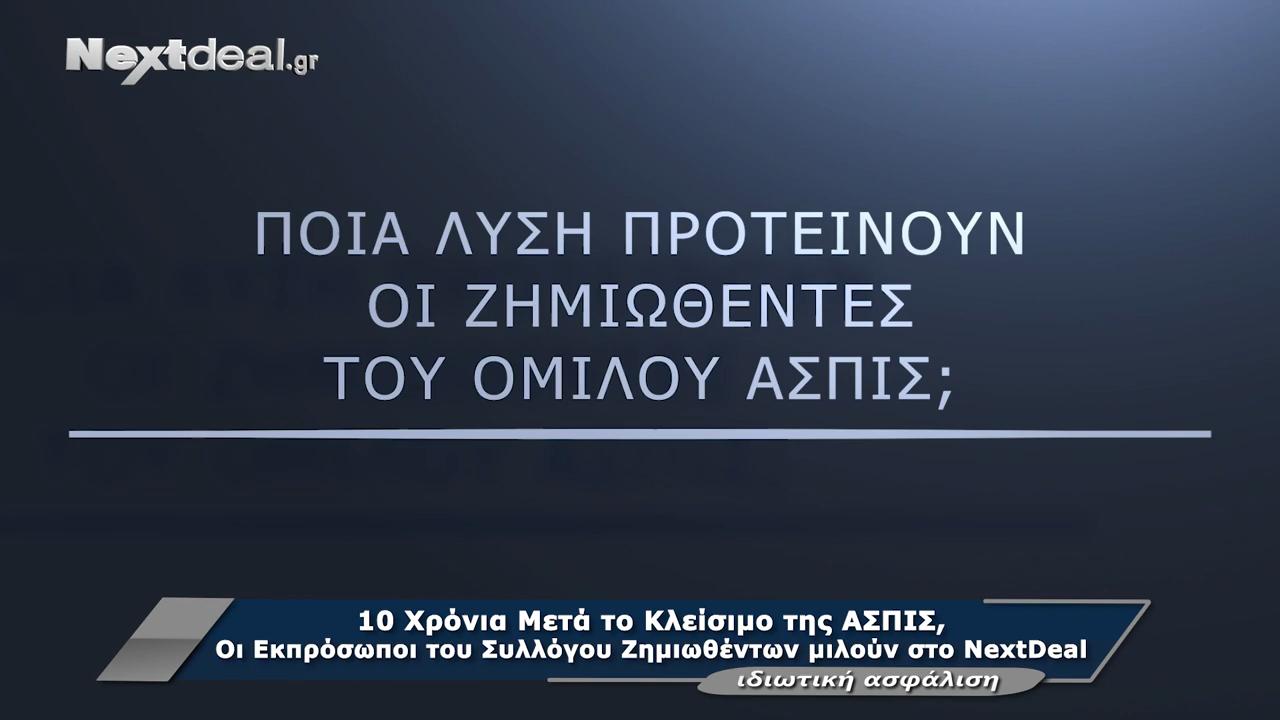 Nextdeal.gr
ΠΟΙΑ ΛΥΣΗ ΠΡΟΤΕΙΝΟΥΝ
ΟΙ ΖΗΜΙΩΘΕΝΤΕΣ
ΤΟΥ ΟΜΙΛΟΥ ΑΣΠΙΣ;
10 Χρόνια Μετά το Κλείσιμο της ΑΣΠΙΣ,
Οι Εκπρόσωποι του Συλλόγου Ζημιωθέντων μιλούν στο NextDeal
ιδιωτική ασφάλιση